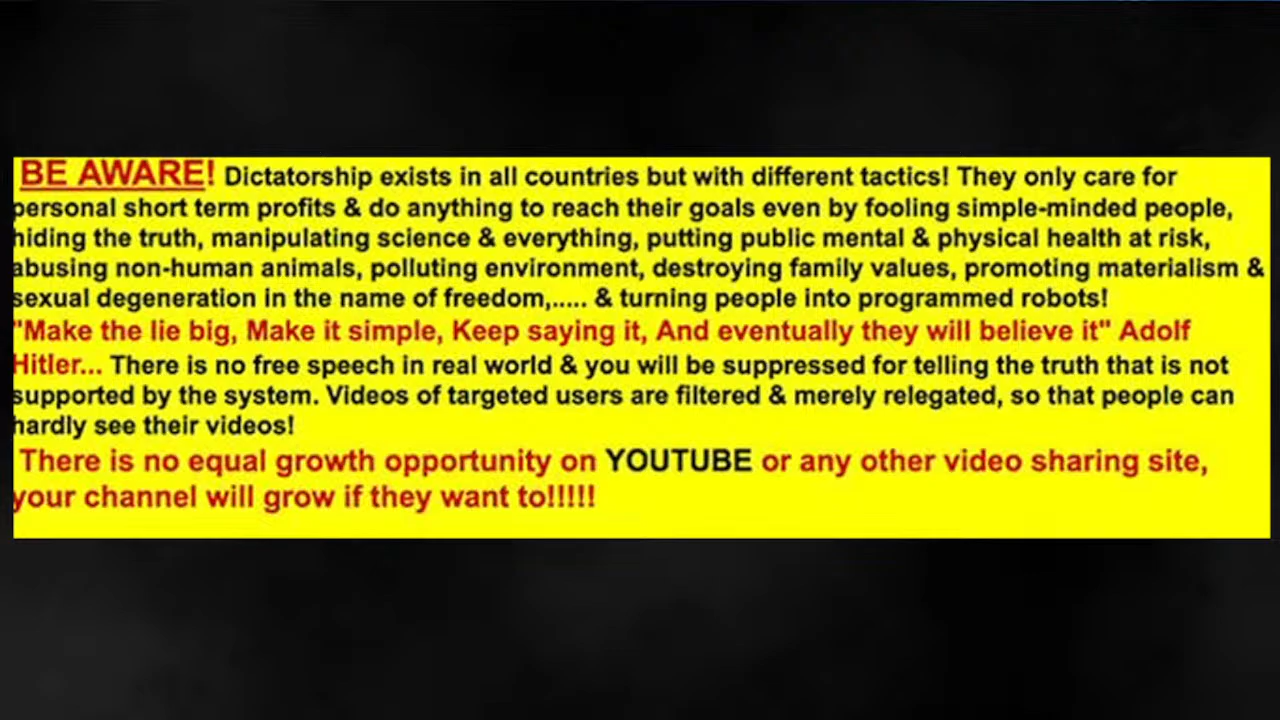 BE AWARE! Dictatorship exists in all countries but with different tactics! They only care for
personal short term profits & do anything to reach their goals even by fooling simple-minded people,
hiding the truth, manipulating science & everything, putting public mental & physical health at risk,
abusing non-human animals, polluting environment, destroying family values, promoting materialism &
sexual degeneration in the name of freedom,..... & turning people into programmed robots!
"Make the lie big, Make it simple, Keep saying it, And eventually they will believe it" Adolf
Hitler... There is no free speech in real world & you will be suppressed for telling the truth that is not
supported by the system. Videos of targeted users are filtered & merely relegated, so that people can
hardly see their videos!
There is no equal growth opportunity on YOUTUBE or any other video sharing site,
your channel will grow if they want to!!!!!